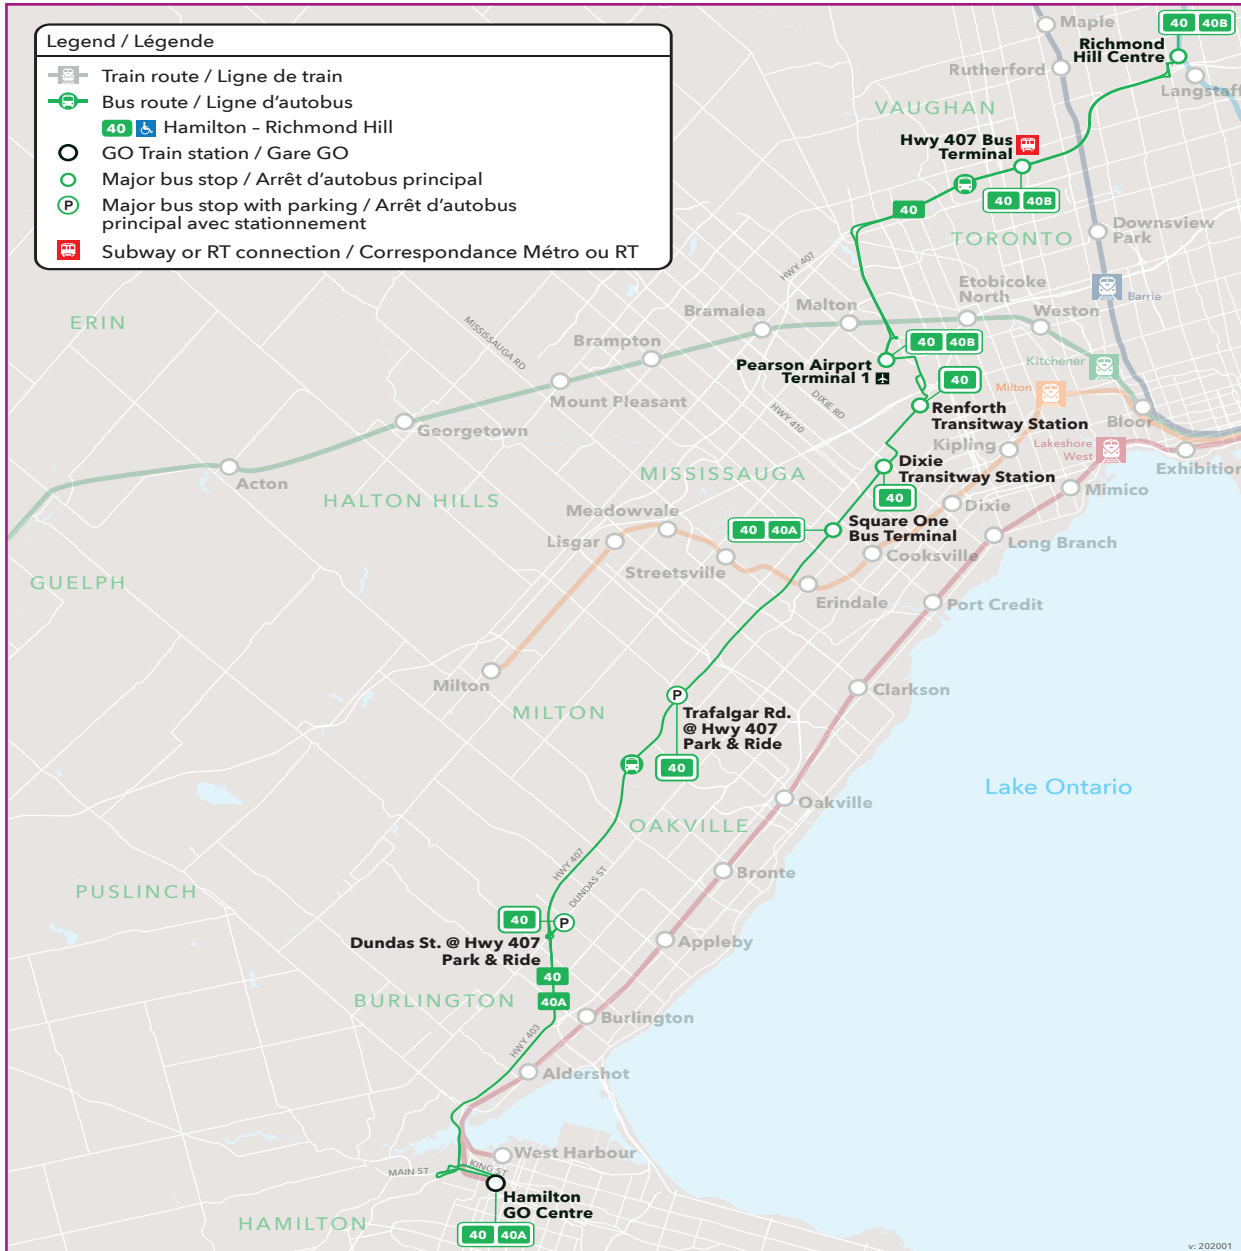 Legend / Légende
Train route / Ligne de train
Bus route / Ligne d'autobus
40 Hamilton – Richmond Hill
GO Train station / Gare GO
Major bus stop / Arrêt d'autobus principal
P Major bus stop with parking / Arrêt d'autobus
principal avec stationnement
Subway or RT connection / Correspondance Métro ou RT
40 40B
Maple
Richmond
Hill Centre
Rutherford
Langstaff
VAUGHAN
Hwy 407 Bus
Terminal
40 40B
40
TORONTO
Downsview
Park
HWY 407
Barrie
Etobicoke
North
Weston
Malton
Bramalea
ERIN
MISSISSAUGA RD
Brampton
40 40B
Kitchener
Pearson Airport
Terminal 1
40
Milton
Mount Pleasant
DIXIE RD
HWY 410
Renforth
Transitway Station
Bloor
Georgetown
Kipling
Lakeshore
West
Exhibition
MISSISSAUGA
Dixie
Transitway Station
Acton
HALTON HILLS
40
Mimico
Meadowvale
Dixie
40 40A
Square One
Bus Terminal
Lisgar
Long Branch
Cooksville
Streetsville
GUELPH
Erindale
Port Credit
Milton
Clarkson
P
MILTON
Trafalgar Rd.
@ Hwy 407
Park & Ride
40
Lake Ontario
Oakville
OAKVILLE
HWY 407
DUNDAS ST
Bronte
PUSLINCH
40
P
Dundas St. @ Hwy 407
Park & Ride
Appleby
40
BURLINGTON
40A
Burlington
HWY 403
Aldershot
West Harbour
MAIN ST
KING ST
Hamilton
GO Centre
HAMILTON
40 40A
v: 202001